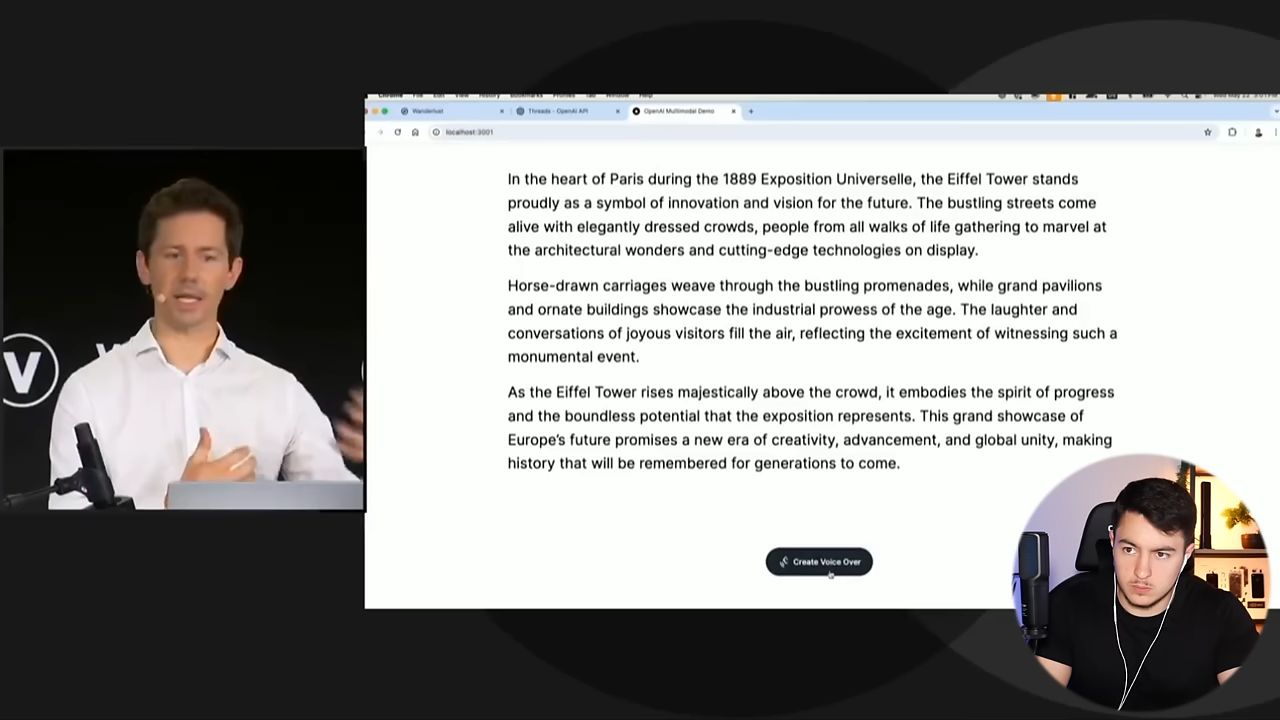 Wanderlust
Threads - OpenAI API
OpenAI Multimodal Demo
localhost:3001
In the heart of Paris during the 1889 Exposition Universelle, the Eiffel Tower stands
proudly as a symbol of innovation and vision for the future. The bustling streets come
alive with elegantly dressed crowds, people from all walks of life gathering to marvel at
the architectural wonders and cutting-edge technologies on display.
Horse-drawn carriages weave through the bustling promenades, while grand pavilions
and ornate buildings showcase the industrial prowess of the age. The laughter and
conversations of joyous visitors fill the air, reflecting the excitement of witnessing such a
monumental event.
As the Eiffel Tower rises majestically above the crowd, it embodies the spirit of progress
and the boundless potential that the exposition represents. This grand showcase of
Europe's future promises a new era of creativity, advancement, and global unity, making
history that will be remembered for generations to come.
Create Voice Over
V